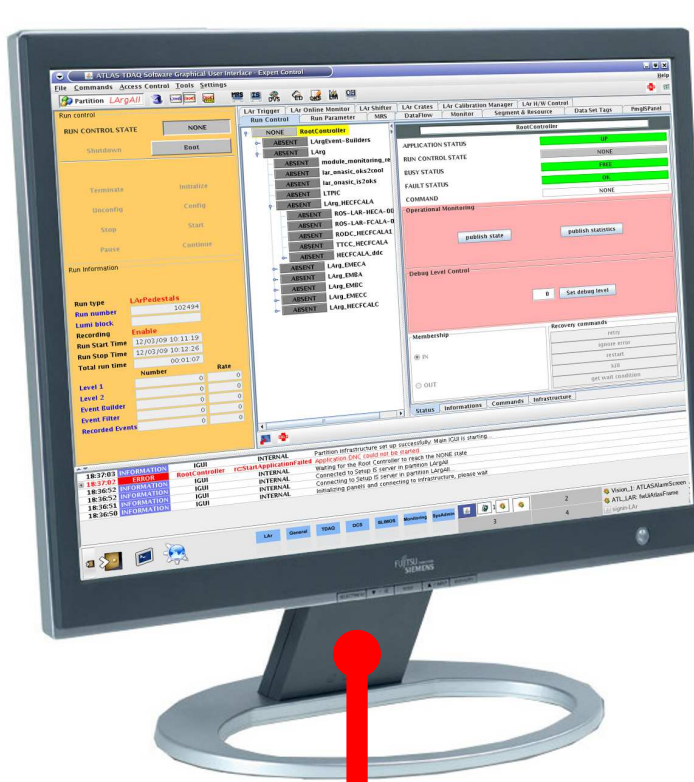 ATLAS TDAQ Software Graphical User Interface - Expert Control
File Commands Access Control Tools Settings
Help
Partition LArgAll
MRS IS
Run control
RUN CONTROL STATE NONE
Shutdown Boot
Terminate Initialize
Unconfig Config
Stop Start
Pause Continue
Run Information
Run type LArPedestals
Run number 102494
Lumi block
Recording Enable
Run Start Time 12/03/09 10:11:19
Run Stop Time 12/03/09 10:12:26
Total run time 00:01:07
Number Rate
Level 1 0 0
Level 2 0 0
Event Builder 0 0
Event Filter 0 0
Recorded Events 0 0
LAr Trigger LAr Online Monitor LAr Shifter LAr Crates LAr Calibration Manager LAr H/W Control
Run Control Run Parameter MRS DataFlow Monitor Segment & Resource Data Set Tags PmgISPanel
NONE RootController
ABSENT LArgEvent-Builders
ABSENT LArg
ABSENT module_monitoring_re
ABSENT lar_onasic_oks2cool
ABSENT lar_onasic_is2oks
ABSENT LTPIC
ABSENT LArg_HECFCALA
ABSENT ROS-LAR-HECA-00
ABSENT ROS-LAR-FCALA-0
ABSENT RODC_HECFCALA1
ABSENT TTCC_HECFCALA
ABSENT HECFCALA_ddc
ABSENT LArg_EMECA
ABSENT LArg_EMBA
ABSENT LArg_EMBC
ABSENT LArg_EMECC
ABSENT LArg_HECFCALC
RootController
APPLICATION STATUS UP
RUN CONTROL STATE NONE
BUSY STATUS FREE
FAULT STATUS OK
COMMAND NONE
Operational Monitoring
publish state publish statistics
Debug Level Control
0 Set debug level
Membership
IN
OUT
Recovery commands
retry
ignore error
restart
kill
get wait condition
Status Informations Commands Infrastructure
18:37:03 INFORMATION IGUI INTERNAL Partition infrastructure set up successfully. Main IGUI is starting...
18:37:02 ERROR RootController rc:StartApplicationFailed Application DNC could not be started.
18:36:52 INFORMATION IGUI INTERNAL Waiting for the Root Controller to reach the NONE state
18:36:52 INFORMATION IGUI INTERNAL Connected to Setup IS server in partition LArgAll
18:36:51 INFORMATION IGUI INTERNAL Connecting to Setup IS server in partition LArgAll...
18:36:50 INFORMATION IGUI INTERNAL Initializing panels and connecting to infrastructure, please wait
LAr General TDAQ DCS SLIMOS Monitoring SysAdmin
1 2
3 4
Vision_1: ATLASAlarmScreen
ATL_LAR: fwUiAtlasFrame
signin LAr
FUJITSU
SIEMENS